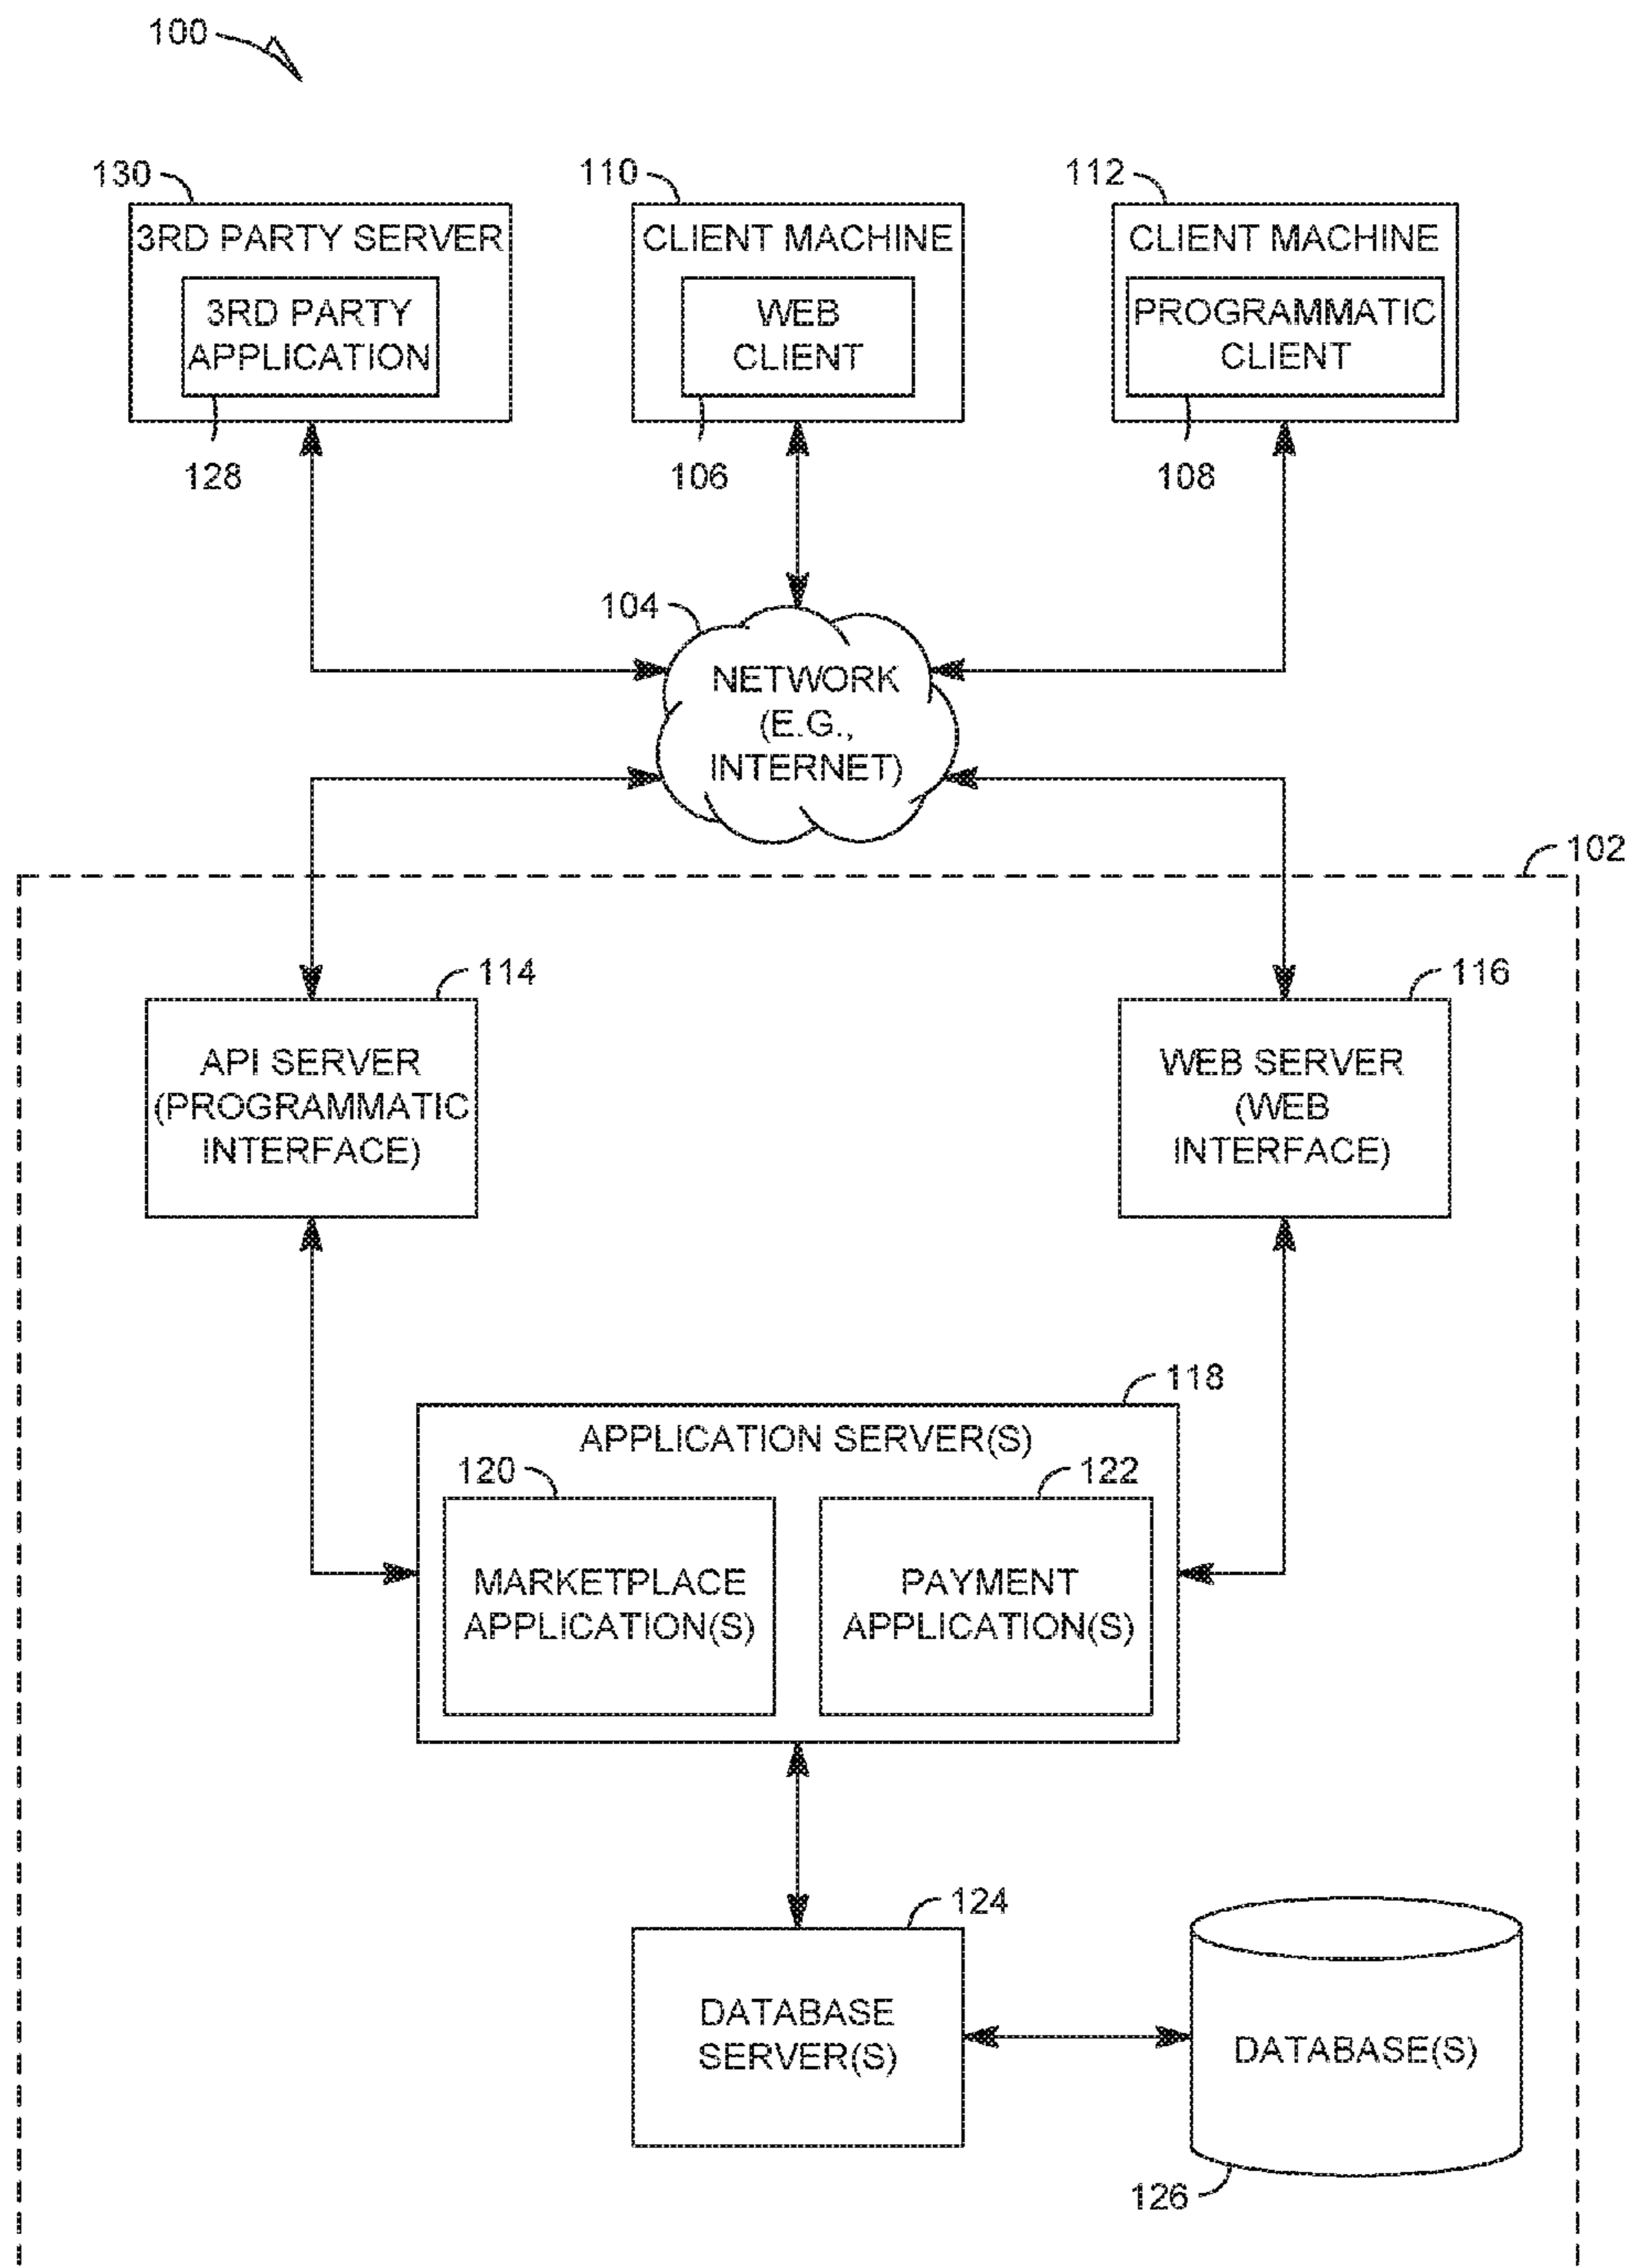 100
130
3RD PARTY SERVER
3RD PARTY
APPLICATION
128
110
CLIENT MACHINE
WEB
CLIENT
106
112
CLIENT MACHINE
PROGRAMMATIC
CLIENT
108
104
NETWORK
(E.G.,
INTERNET)
102
114
API SERVER
(PROGRAMMATIC
INTERFACE)
116
WEB SERVER
(WEB
INTERFACE)
118
APPLICATION SERVER(S)
120
MARKETPLACE
APPLICATION(S)
122
PAYMENT
APPLICATION(S)
124
DATABASE
SERVER(S)
DATABASE(S)
126